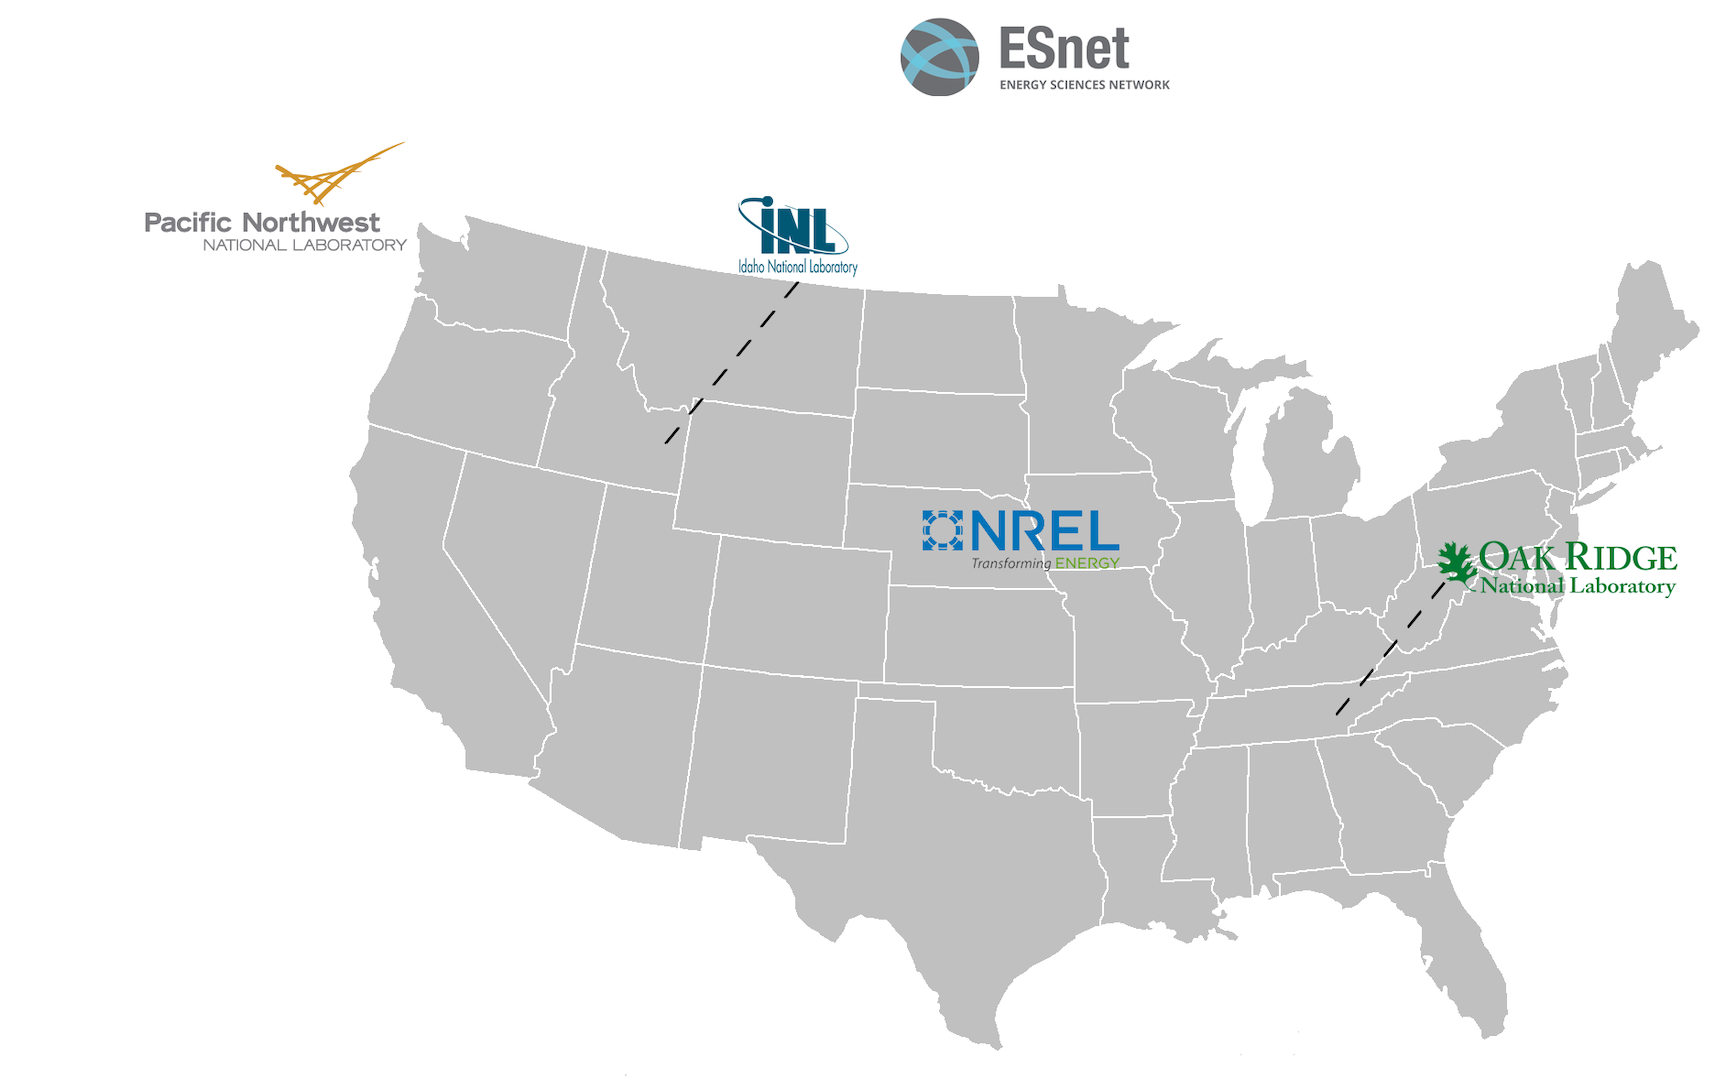 ESnet
ENERGY SCIENCES NETWORK
Pacific Northwest
NATIONAL LABORATORY
INL
Idaho National Laboratory
NREL
Transforming ENERGY
OAK RIDGE
National Laboratory